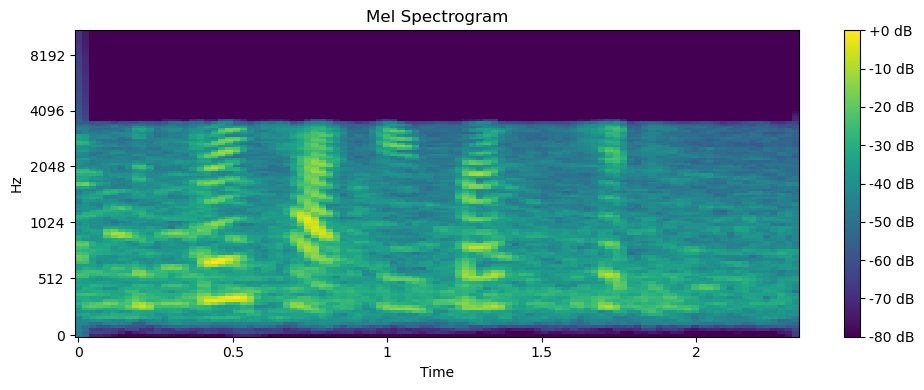 Mel Spectrogram
Hz
8192
4096
2048
1024
512
0
0
0.5
1
1.5
2
Time
+0 dB
-10 dB
-20 dB
-30 dB
-40 dB
-50 dB
-60 dB
-70 dB
-80 dB